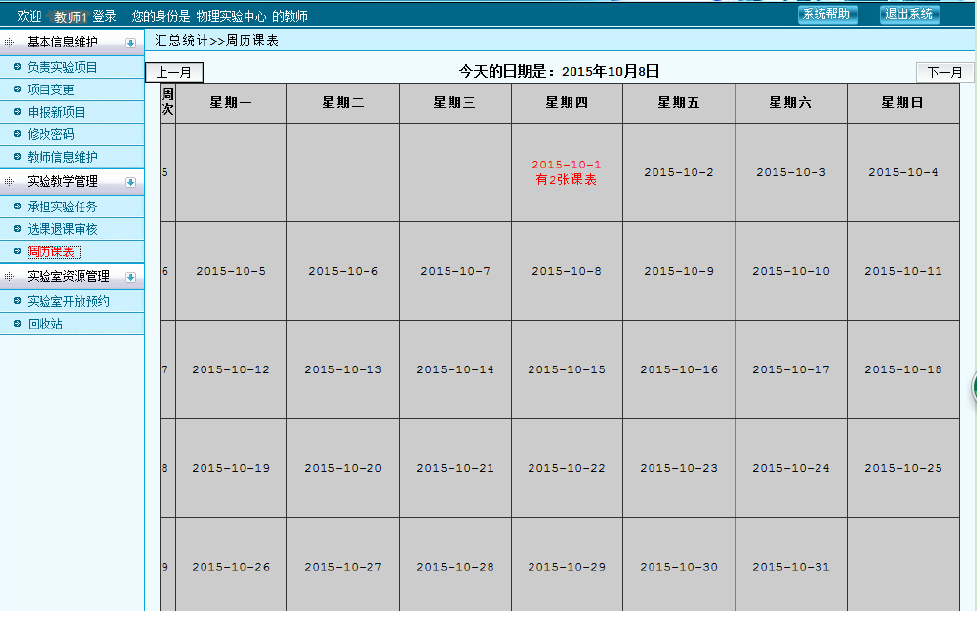 欢迎 教师1 登录 您的身份是 物理实验中心 的教师 系统帮助 退出系统
基本信息维护
负责实验项目
项目变更
申报新项目
修改密码
教师信息维护
实验教学管理
承担实验任务
选课退课审核
周历课表
实验室资源管理
实验室开放预约
回收站
汇总统计>>周历课表
上一月 今天的日期是：2015年10月8日 下一月
周次 星期一 星期二 星期三 星期四 星期五 星期六 星期日
5 2015-10-1 有2张课表 2015-10-2 2015-10-3 2015-10-4
6 2015-10-5 2015-10-6 2015-10-7 2015-10-8 2015-10-9 2015-10-10 2015-10-11
7 2015-10-12 2015-10-13 2015-10-14 2015-10-15 2015-10-16 2015-10-17 2015-10-18
8 2015-10-19 2015-10-20 2015-10-21 2015-10-22 2015-10-23 2015-10-24 2015-10-25
9 2015-10-26 2015-10-27 2015-10-28 2015-10-29 2015-10-30 2015-10-31